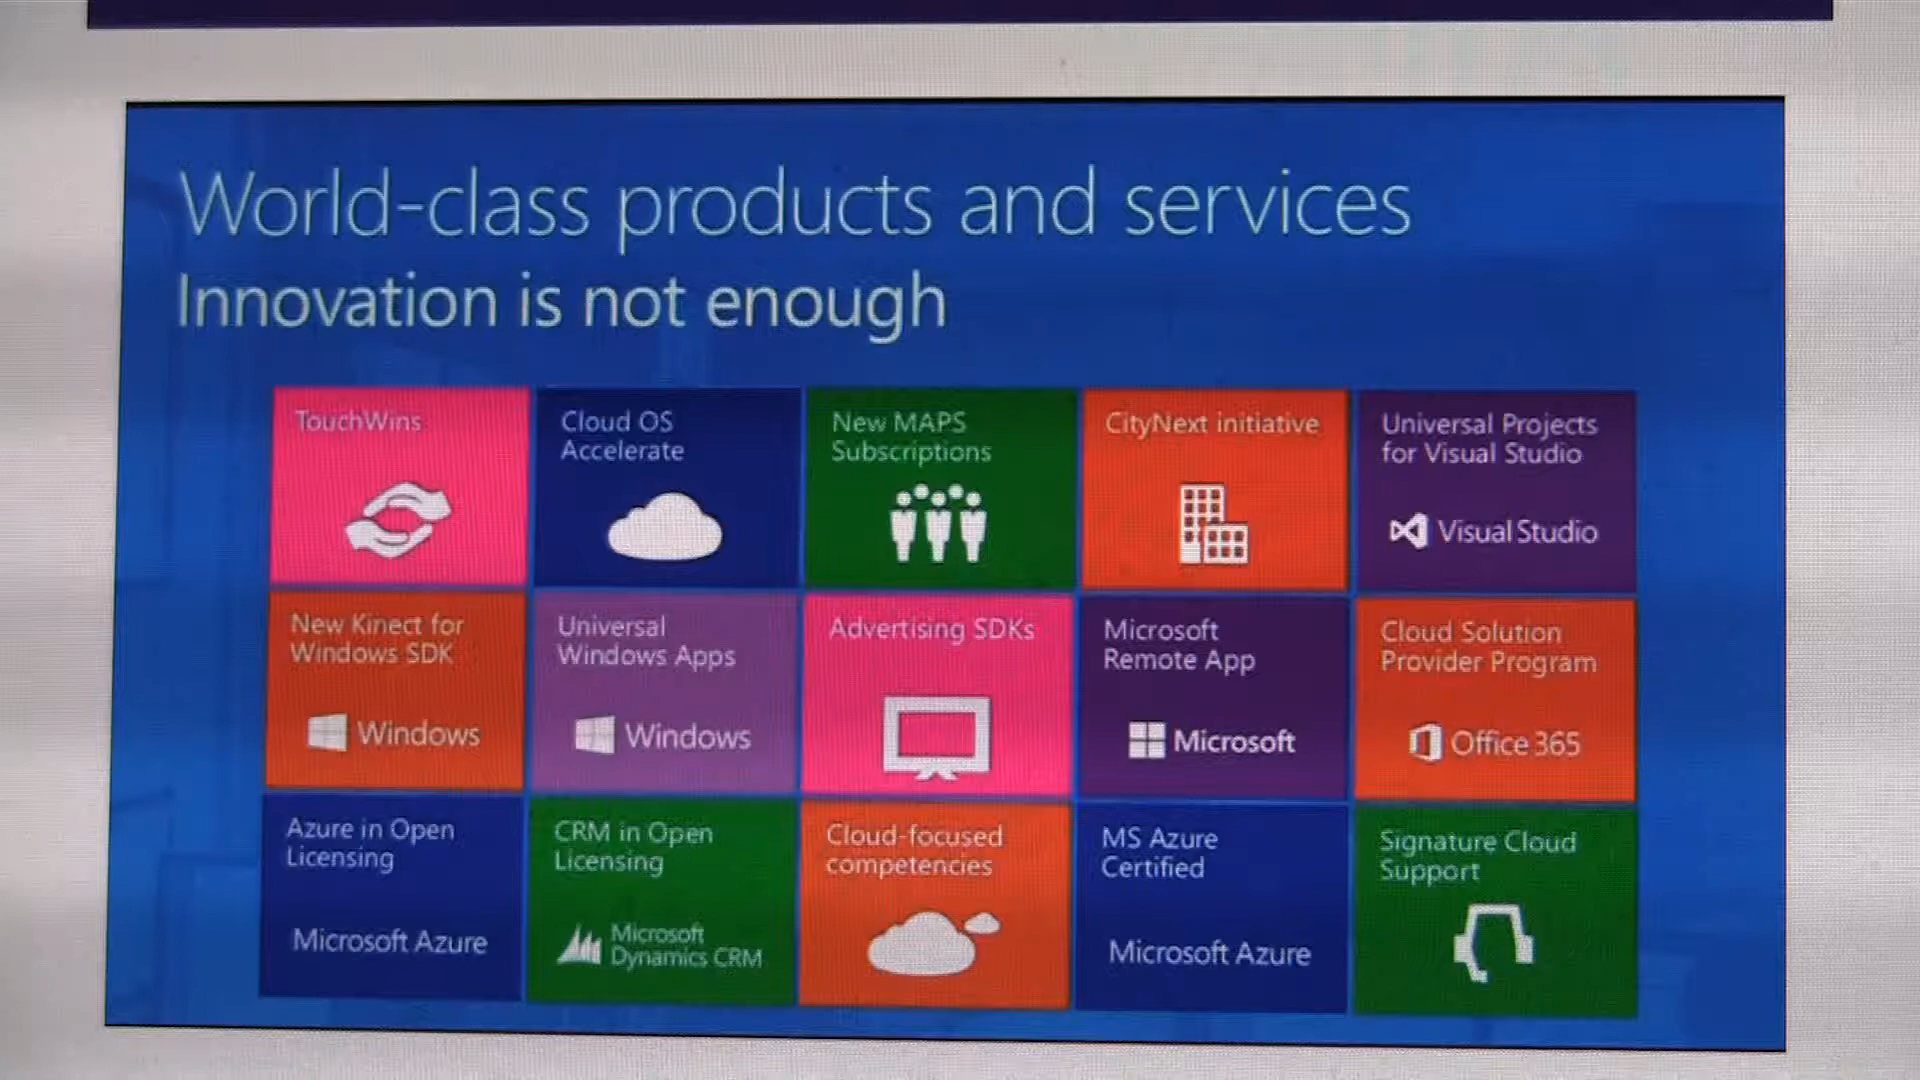 World-class products and services
Innovation is not enough
TouchWins
Cloud OS
Accelerate
New MAPS
Subscriptions
CityNext initiative
Universal Projects
for Visual Studio
Visual Studio
New Kinect for
Windows SDK
Windows
Universal
Windows Apps
Windows
Advertising SDKs
Microsoft
Remote App
Microsoft
Cloud Solution
Provider Program
Office 365
Azure in Open
Licensing
Microsoft Azure
CRM in Open
Licensing
Microsoft
Dynamics CRM
Cloud-focused
competencies
MS Azure
Certified
Microsoft Azure
Signature Cloud
Support